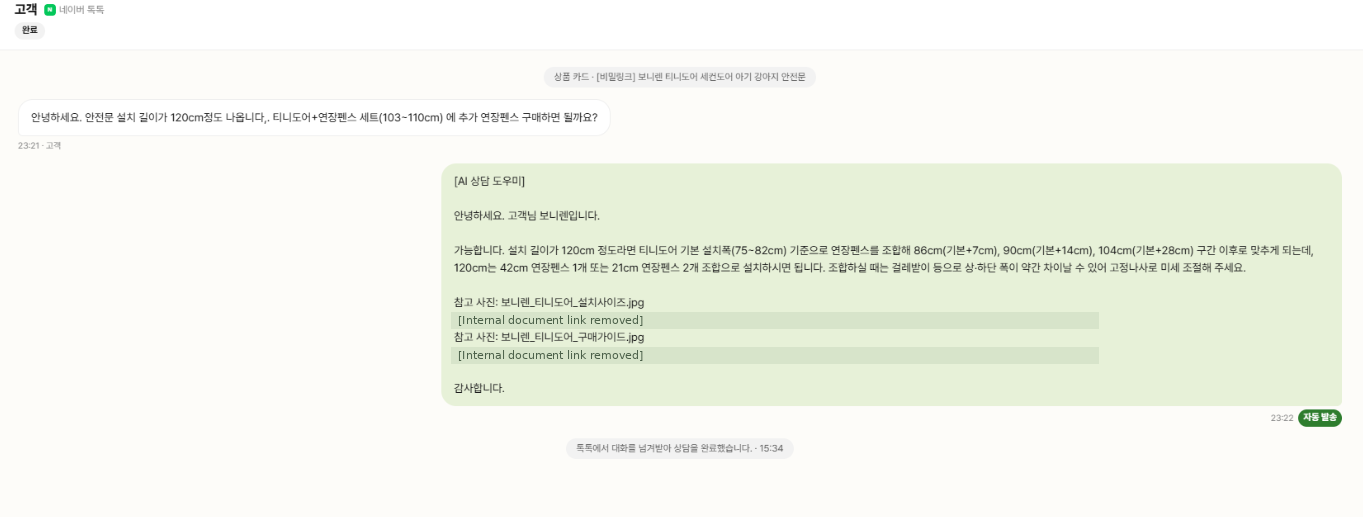 고객 N 네이버 톡톡
완료
상품 카드 · [비밀링크] 보니렌 티니도어 세컨도어 아기 강아지 안전문
안녕하세요. 안전문 설치 길이가 120cm정도 나옵니다,. 티니도어+연장펜스 세트(103~110cm) 에 추가 연장펜스 구매하면 될까요?
23:21 · 고객
[AI 상담 도우미]
안녕하세요. 고객님 보니렌입니다.
가능합니다. 설치 길이가 120cm 정도라면 티니도어 기본 설치폭(75~82cm) 기준으로 연장펜스를 조합해 86cm(기본+7cm), 90cm(기본+14cm), 104cm(기본+28cm) 구간 이후로 맞추게 되는데,
120cm는 42cm 연장펜스 1개 또는 21cm 연장펜스 2개 조합으로 설치하시면 됩니다. 조합하실 때는 걸레받이 등으로 상·하단 폭이 약간 차이날 수 있어 고정나사로 미세 조절해 주세요.
참고 사진: 보니렌_티니도어_설치사이즈.jpg
[Internal document link removed]
참고 사진: 보니렌_티니도어_구매가이드.jpg
[Internal document link removed]
감사합니다.
23:22 자동 발송
톡톡에서 대화를 넘겨받아 상담을 완료했습니다. · 15:34